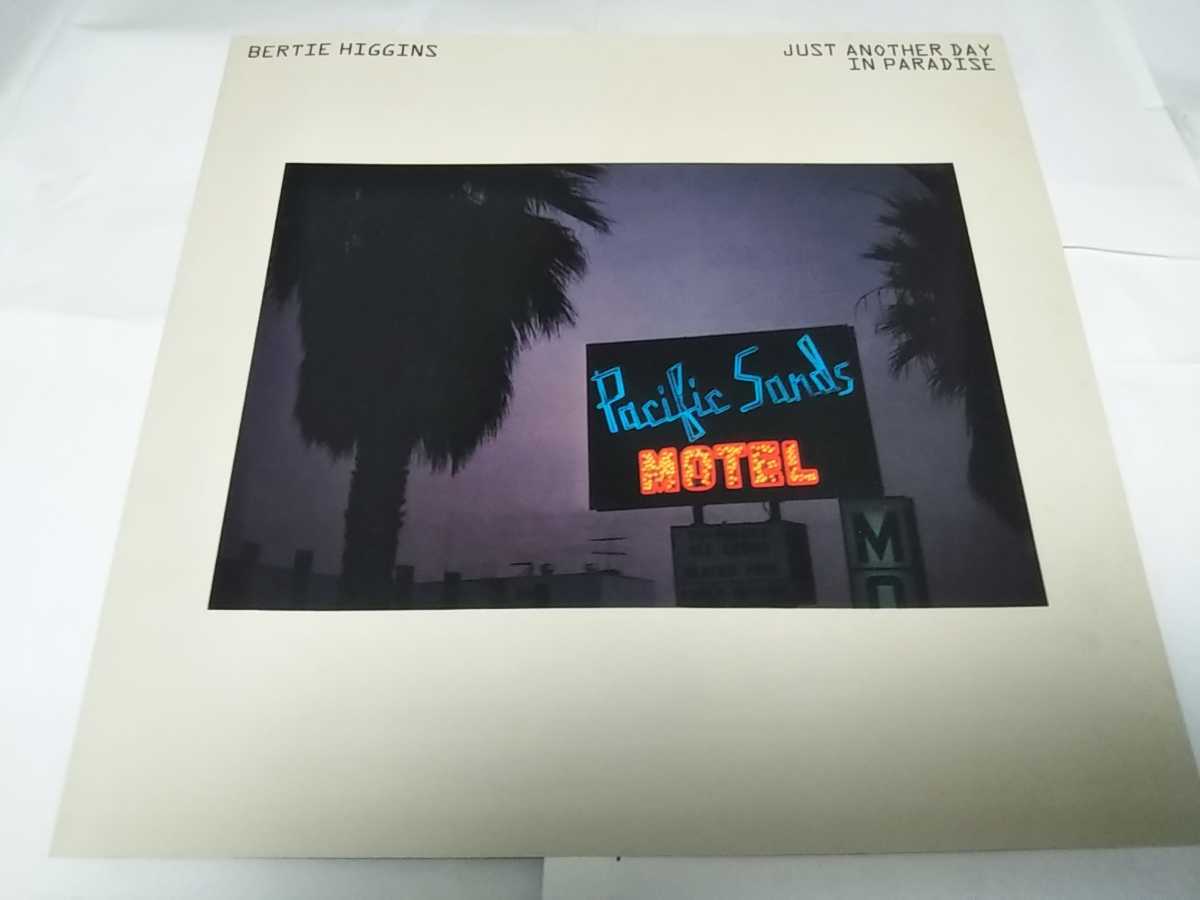 BERTIE HIGGINS
JUST ANOTHER DAY
IN PARADISE
Pacific Sands
MOTEL
M
O